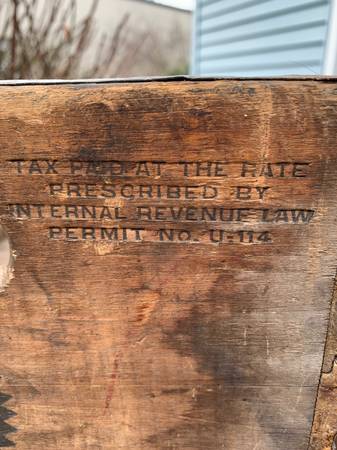 TAX PAID AT THE RATE
PRESCRIBED BY
INTERNAL REVENUE LAW
PERMIT No. U-114